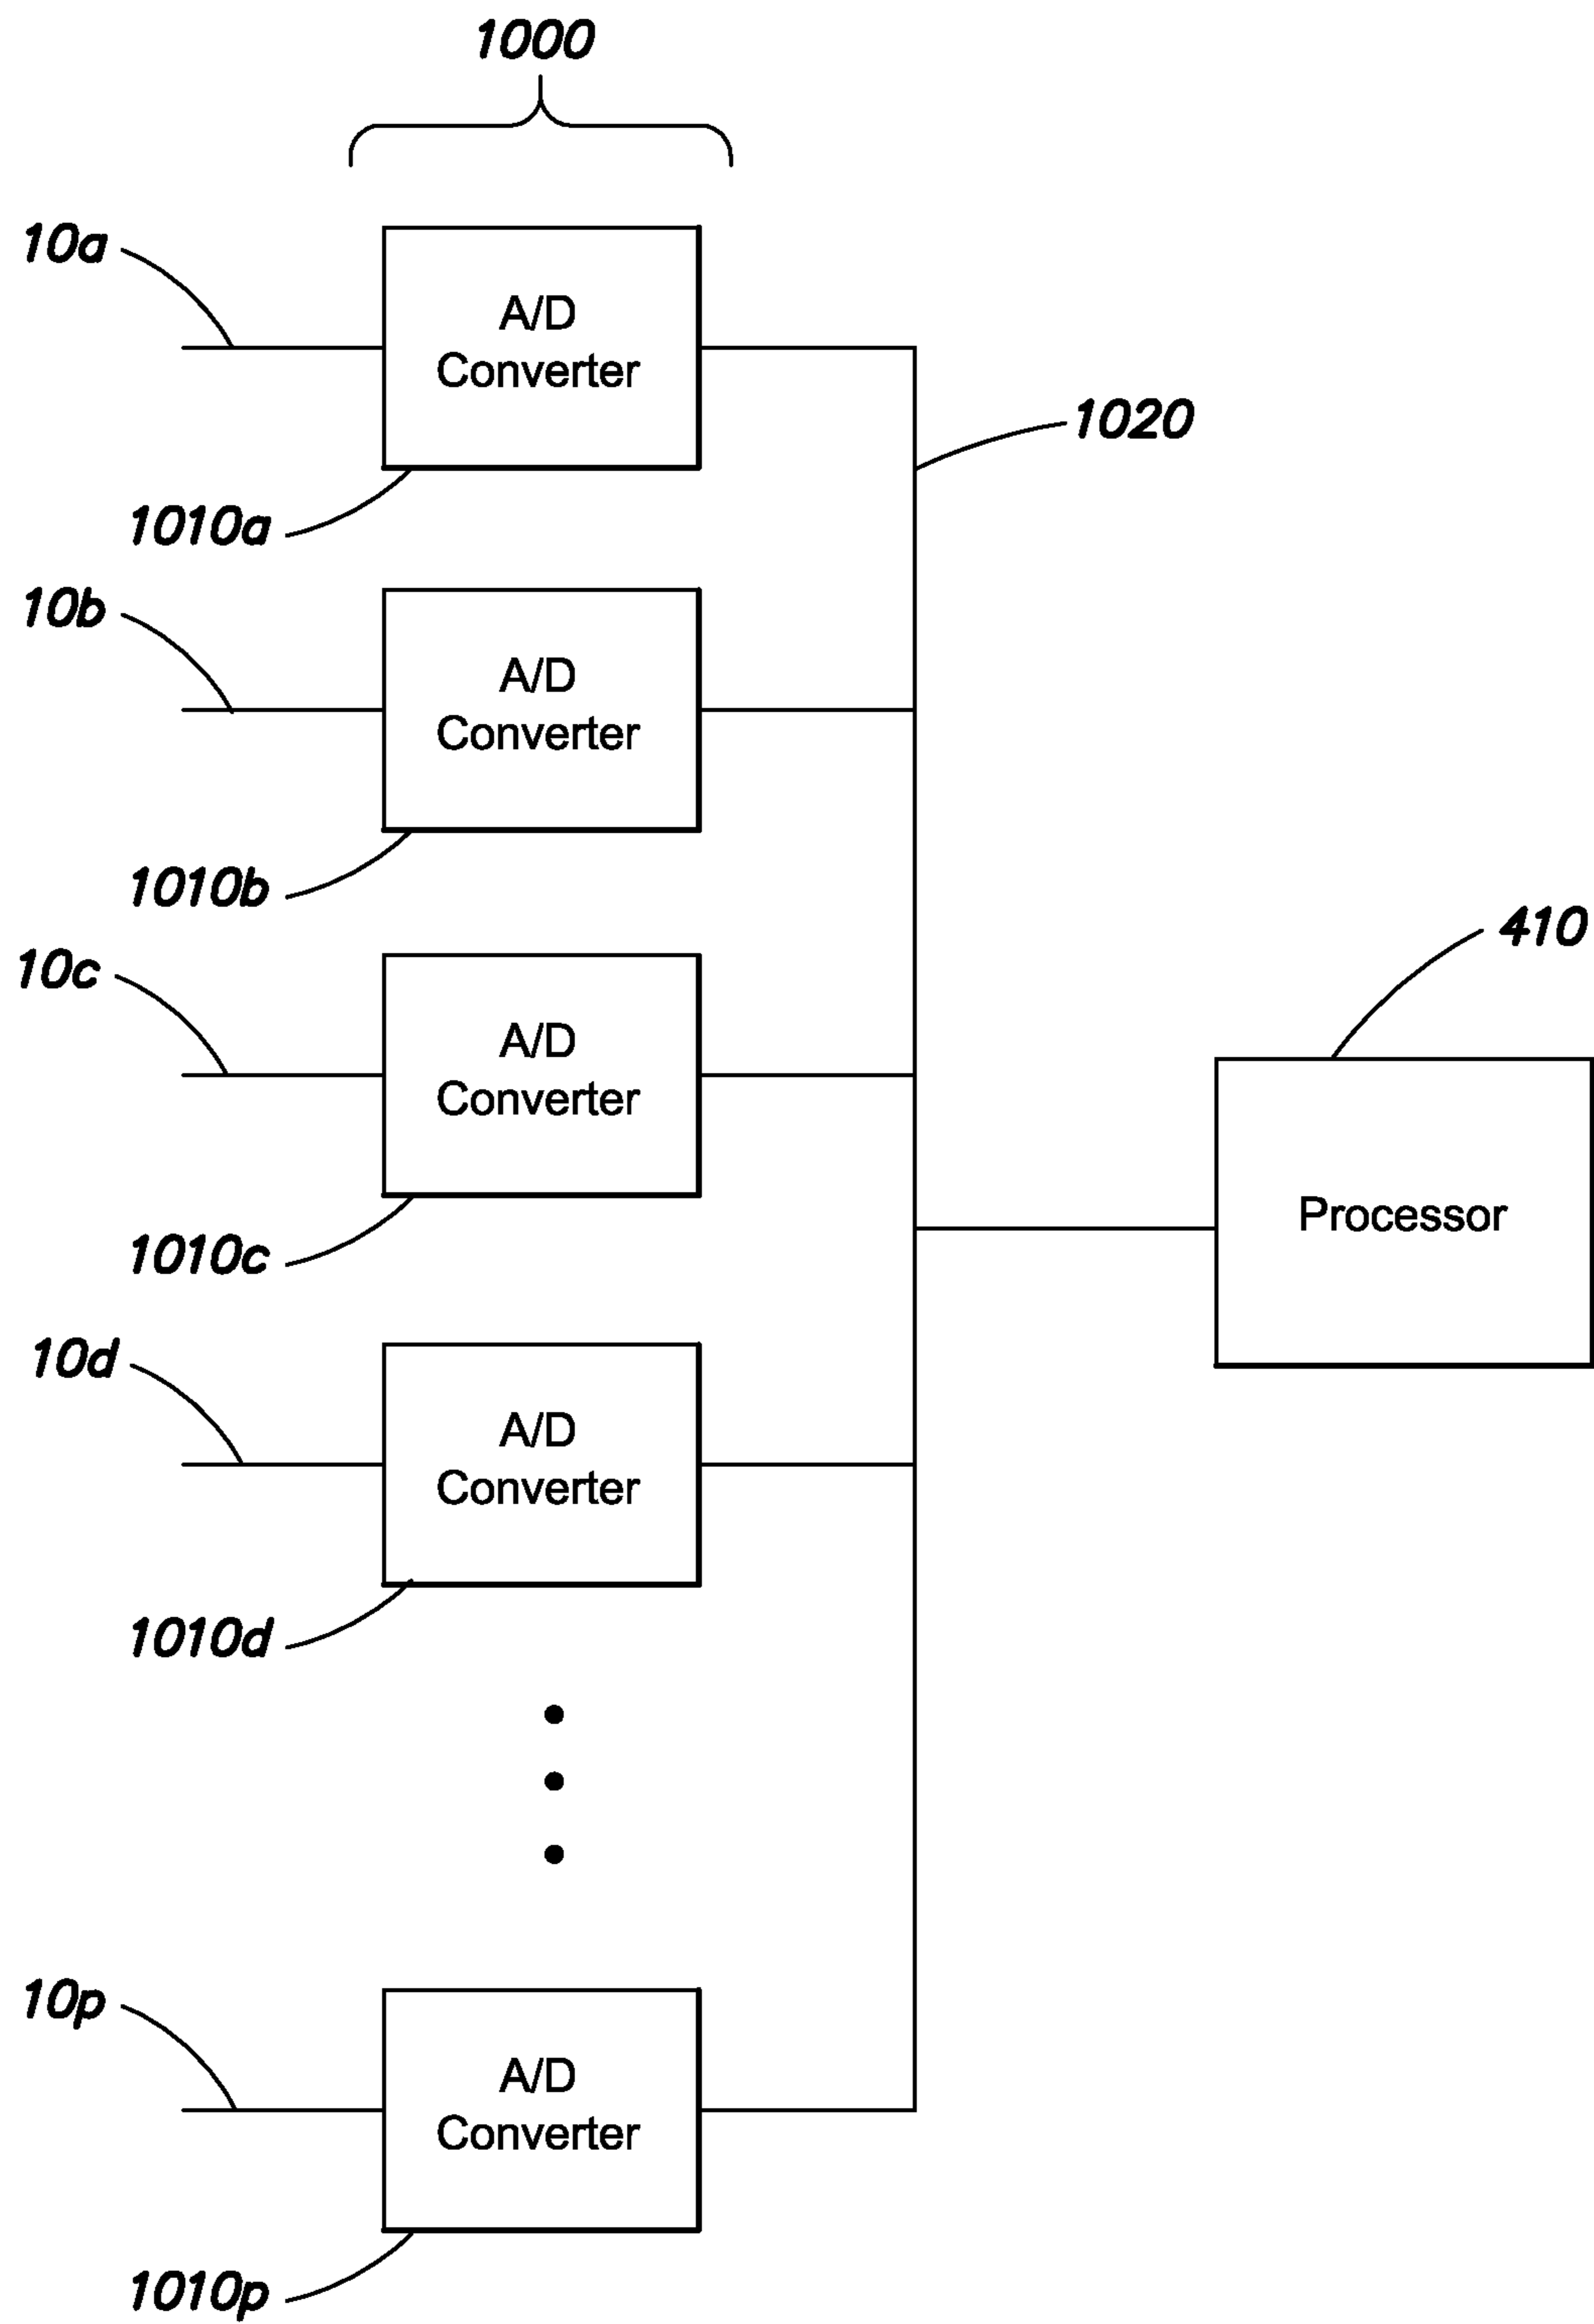 1000
10a
A/D
Converter
1020
1010a
10b
A/D
Converter
1010b
410
10c
A/D
Converter
1010c
Processor
10d
A/D
Converter
1010d
10p
A/D
Converter
1010p